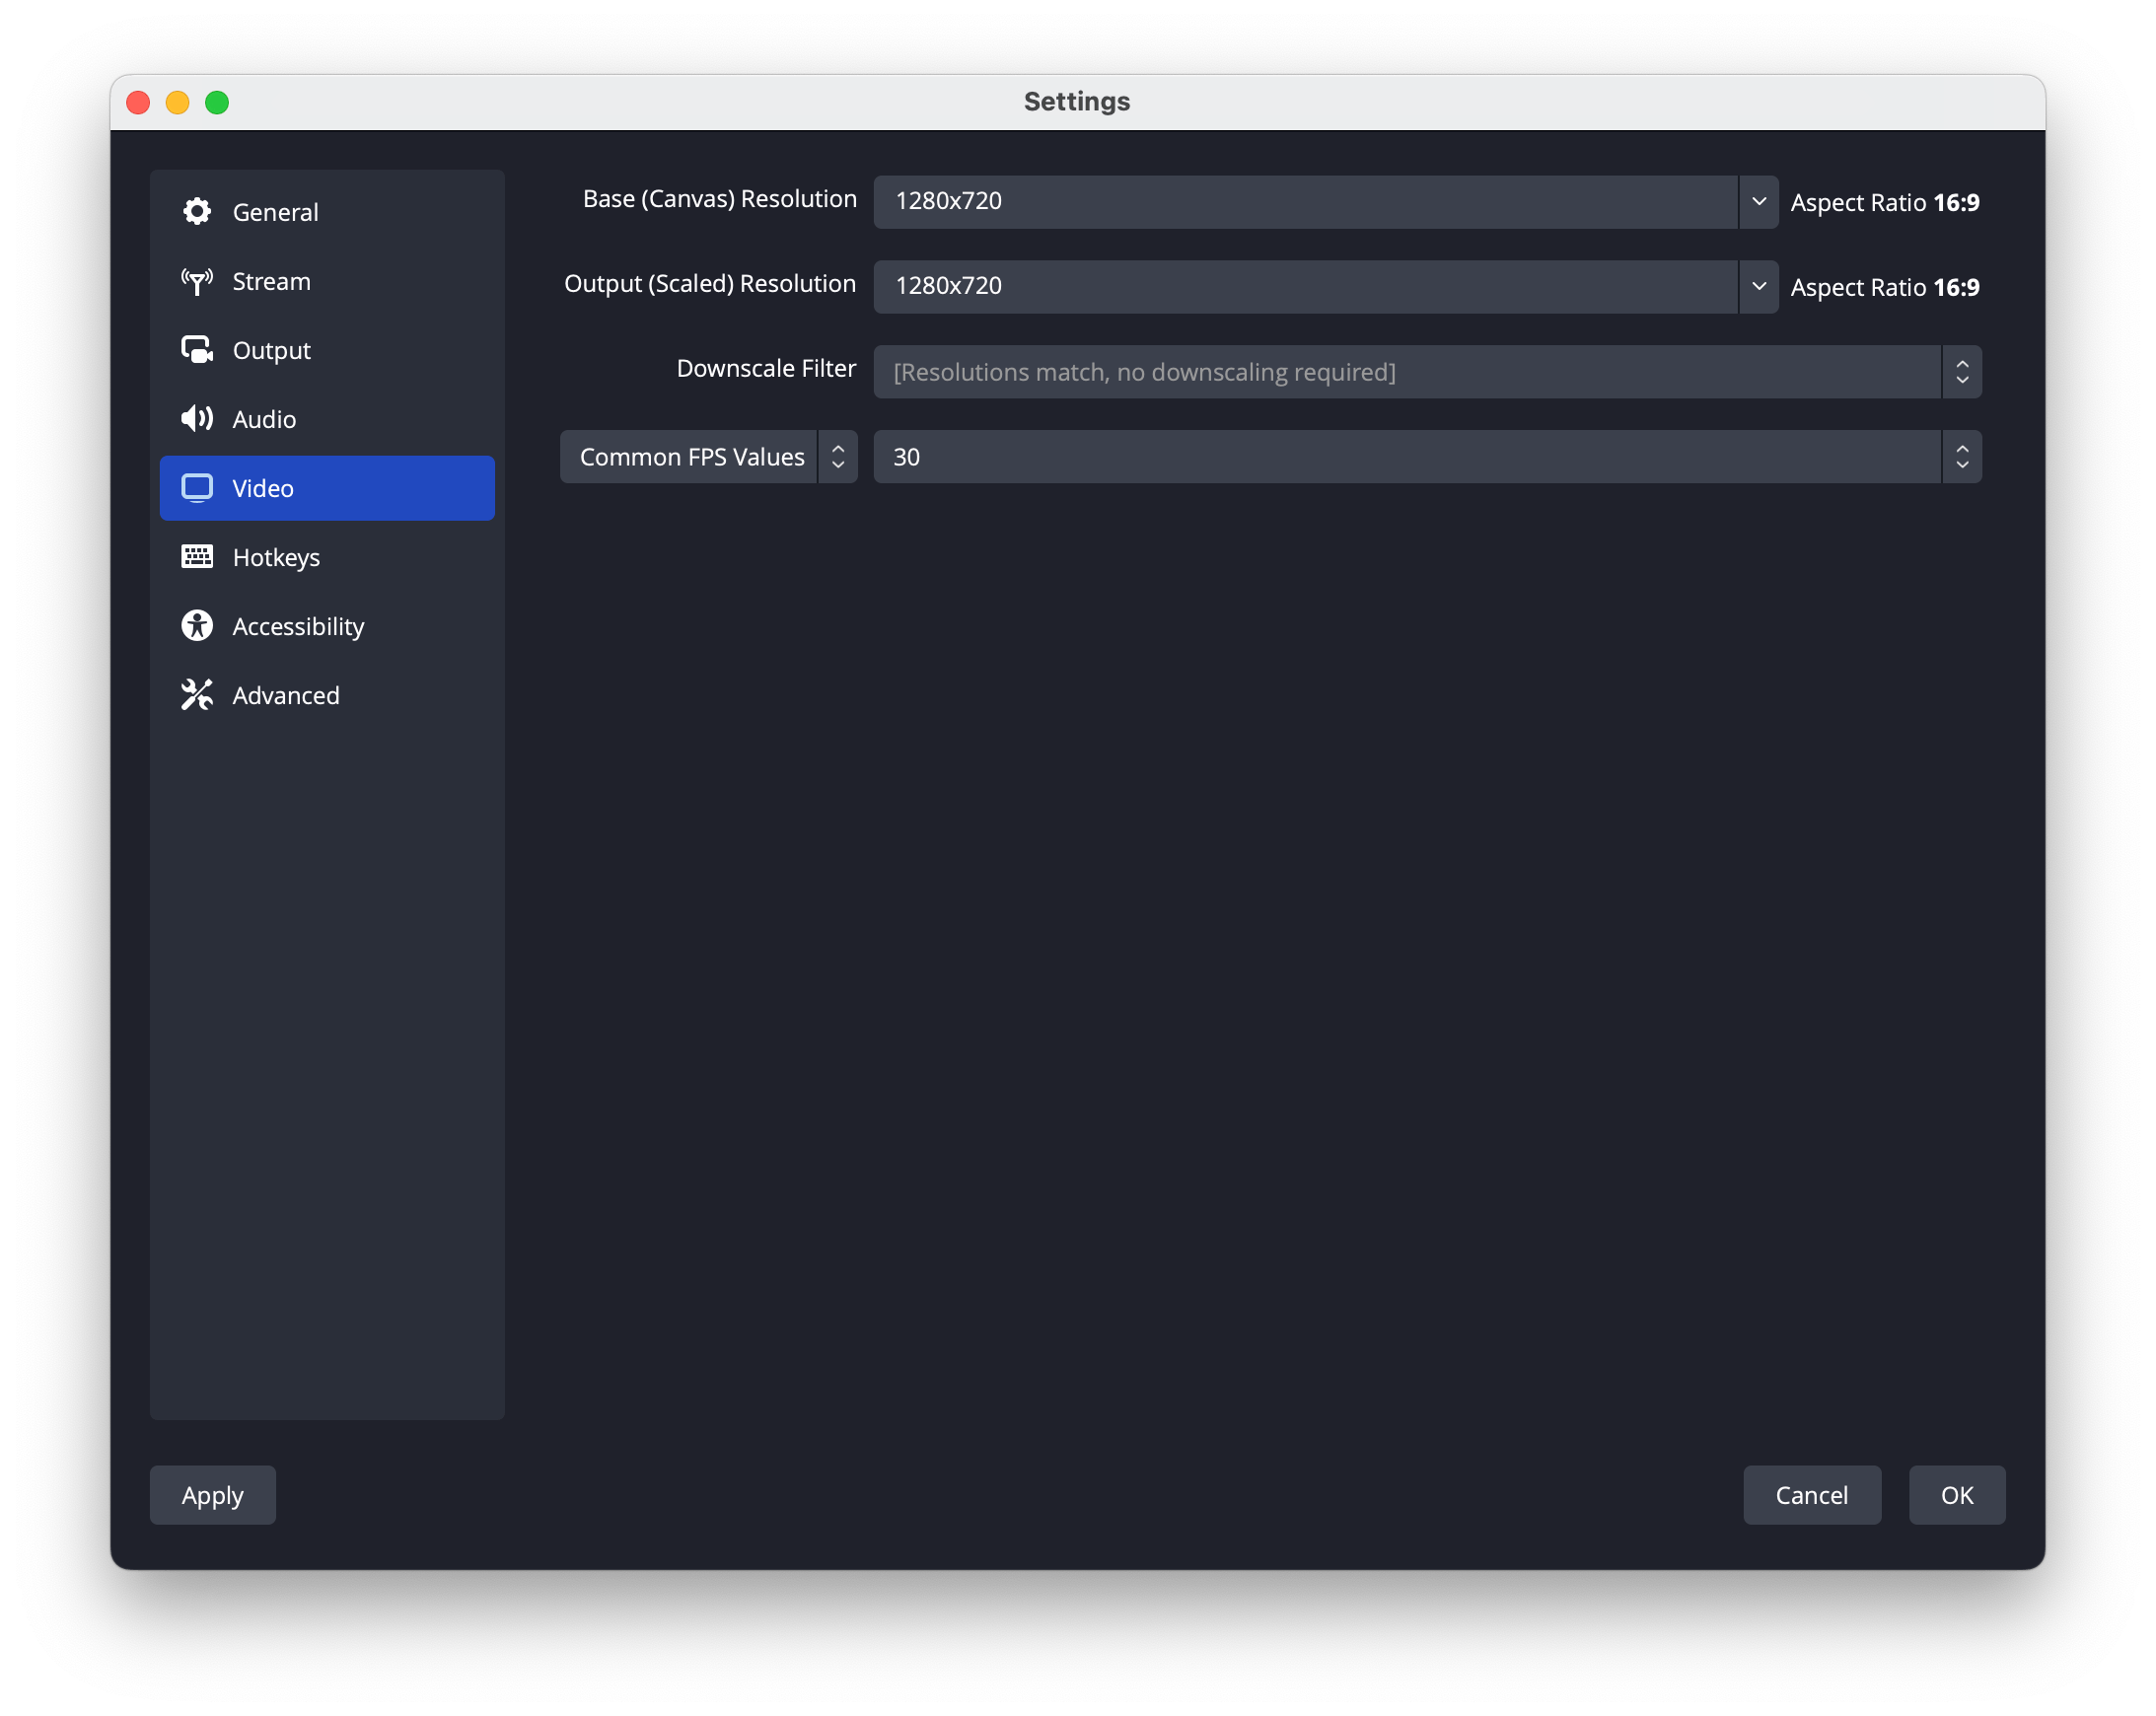 Settings
General
Stream
Output
Audio
Video
Hotkeys
Accessibility
Advanced
Base (Canvas) Resolution 1280x720 Aspect Ratio 16:9
Output (Scaled) Resolution 1280x720 Aspect Ratio 16:9
Downscale Filter [Resolutions match, no downscaling required]
Common FPS Values 30
Apply Cancel OK